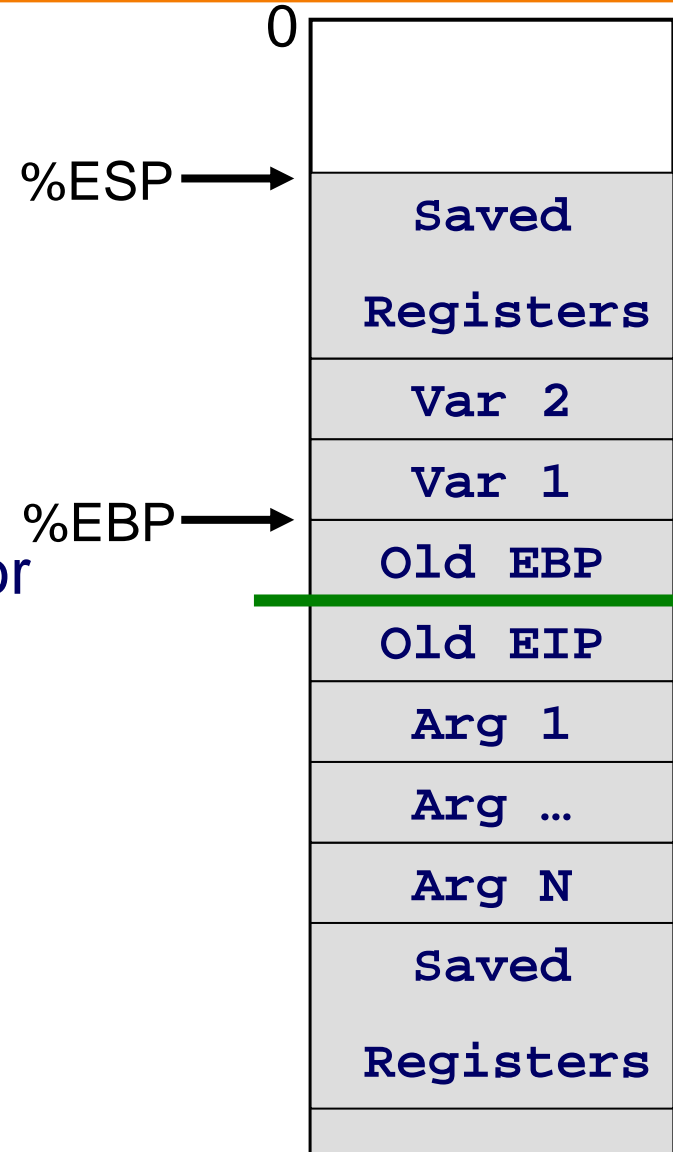 0
%ESP
Saved
Registers
Var 2
Var 1
%EBP
Old EBP
or
Old EIP
Arg 1
Arg …
Arg N
Saved
Registers